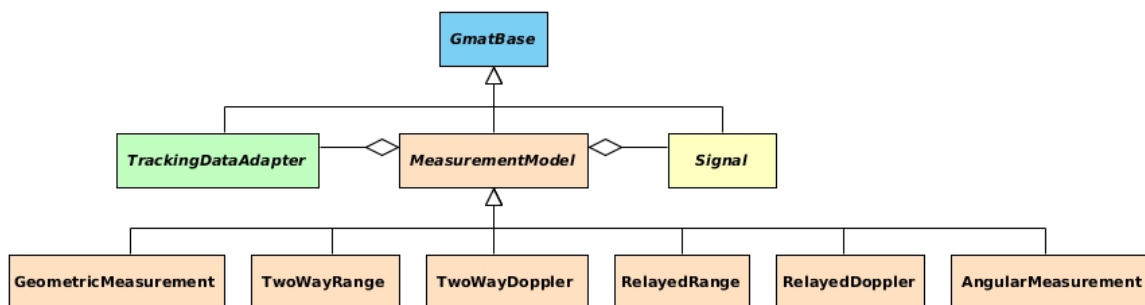 GmatBase
TrackingDataAdapter MeasurementModel Signal
GeometricMeasurement TwoWayRange TwoWayDoppler RelayedRange RelayedDoppler AngularMeasurement